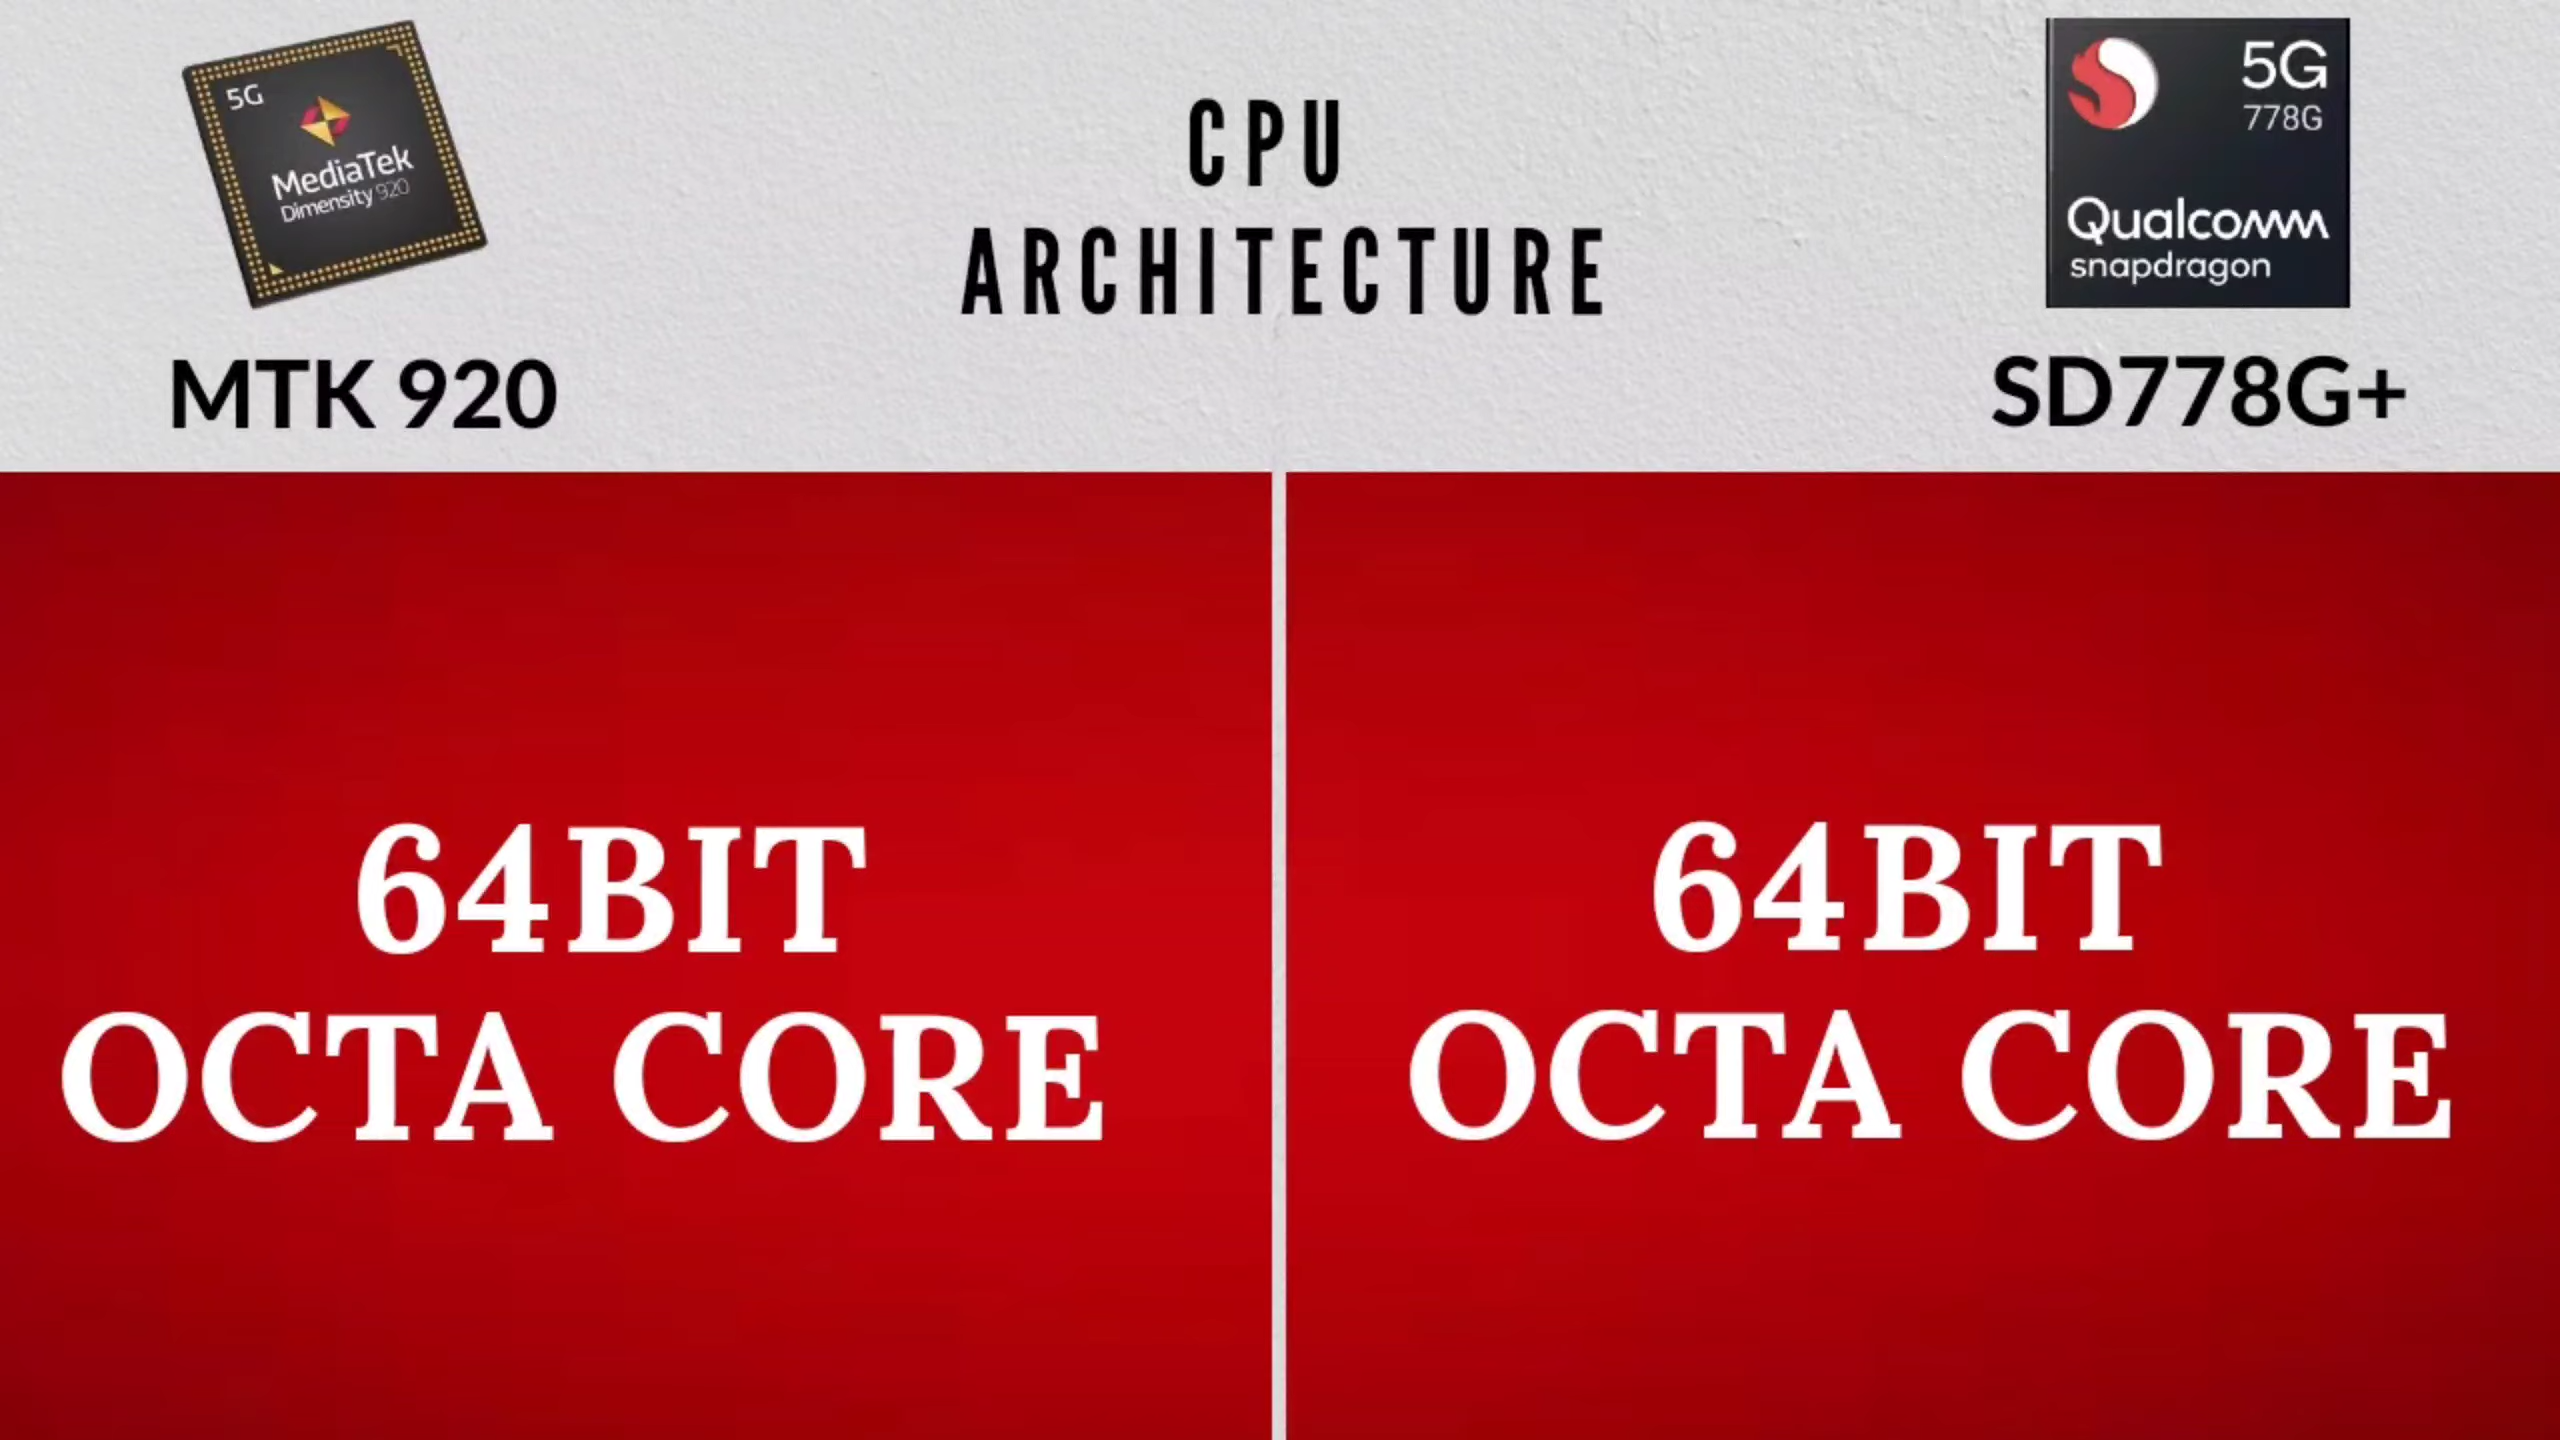 5G
MediaTek
Dimensity 920
MTK 920
CPU
ARCHITECTURE
5G
778G
Qualcomm
snapdragon
SD778G+
64BIT
OCTA CORE
64BIT
OCTA CORE